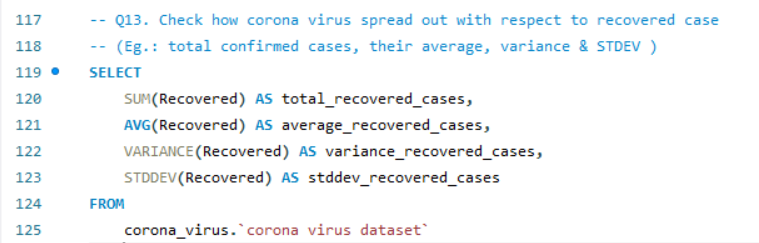 117 -- Q13. Check how corona virus spread out with respect to recovered case
118 -- (Eg.: total confirmed cases, their average, variance & STDEV )
119 SELECT
120 SUM(Recovered) AS total_recovered_cases,
121 AVG(Recovered) AS average_recovered_cases,
122 VARIANCE(Recovered) AS variance_recovered_cases,
123 STDDEV(Recovered) AS stddev_recovered_cases
124 FROM
125 corona_virus.`corona virus dataset`